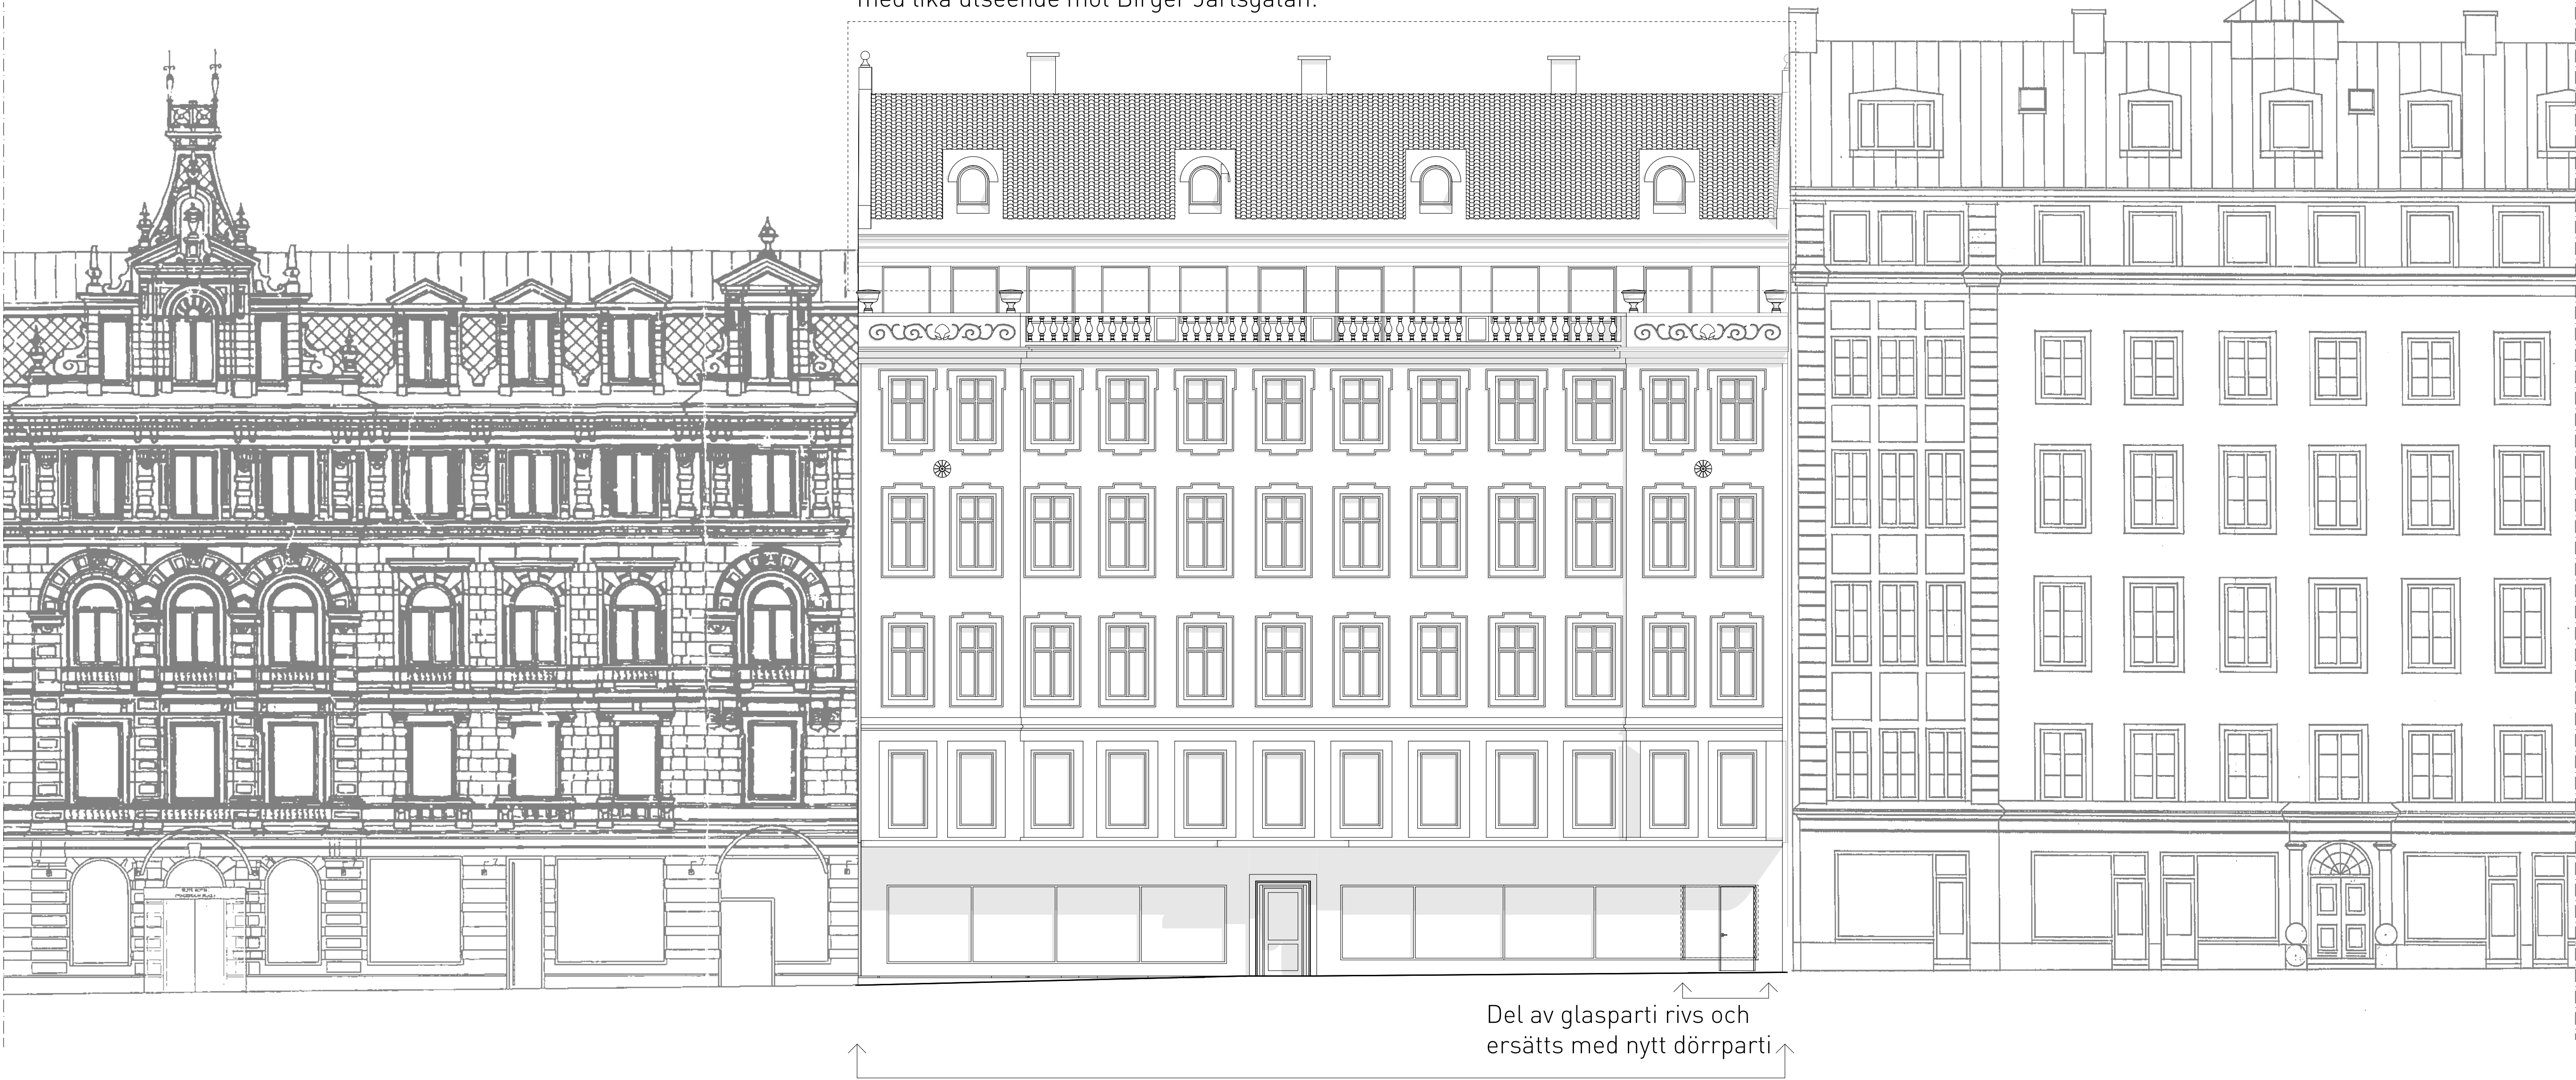 med lika utseende mot Birger Jarlsgatan.
Del av glasparti rivs och
ersätts med nytt dörrparti